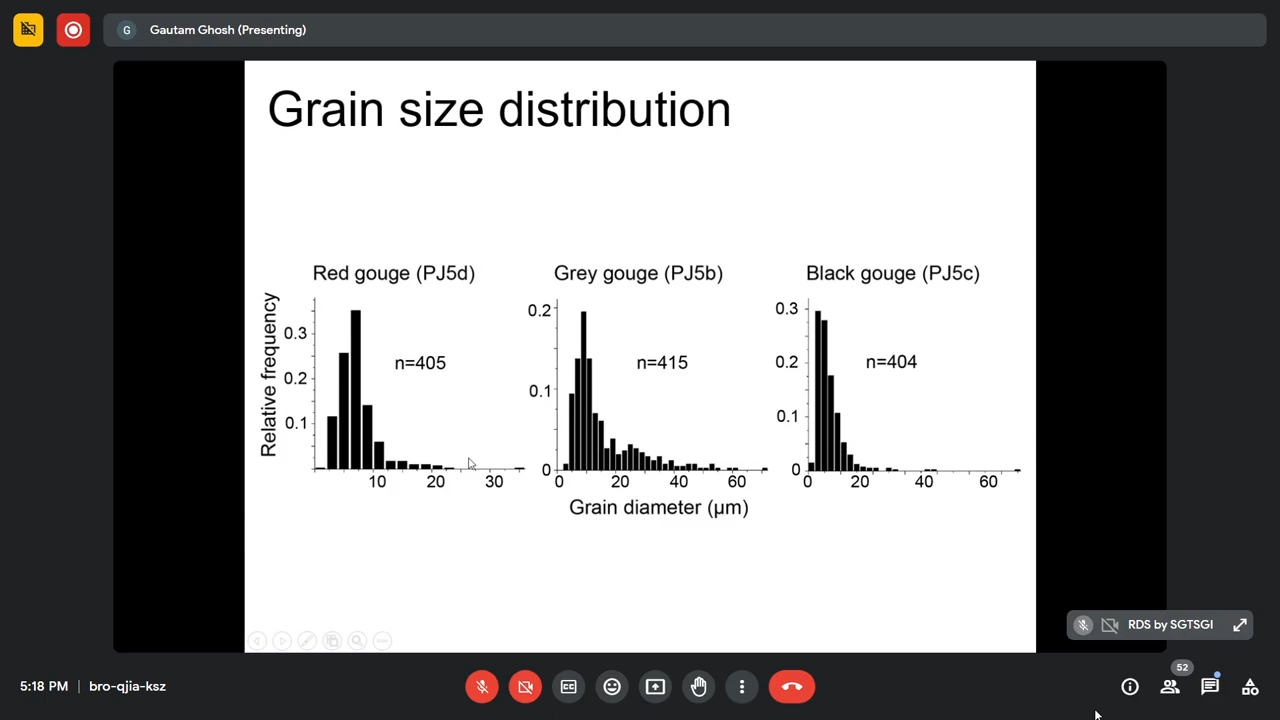 G Gautam Ghosh (Presenting)
Grain size distribution
Red gouge (PJ5d)
Grey gouge (PJ5b)
Black gouge (PJ5c)
Relative frequency
0.3
0.2
0.1
n=405
10 20 30
0.2
0.1
0
n=415
0 20 40 60
0.3
0.2
0.1
0
n=404
0 20 40 60
Grain diameter (µm)
RDS by SGTSGI
5:18 PM | bro-qjia-ksz
CC
52